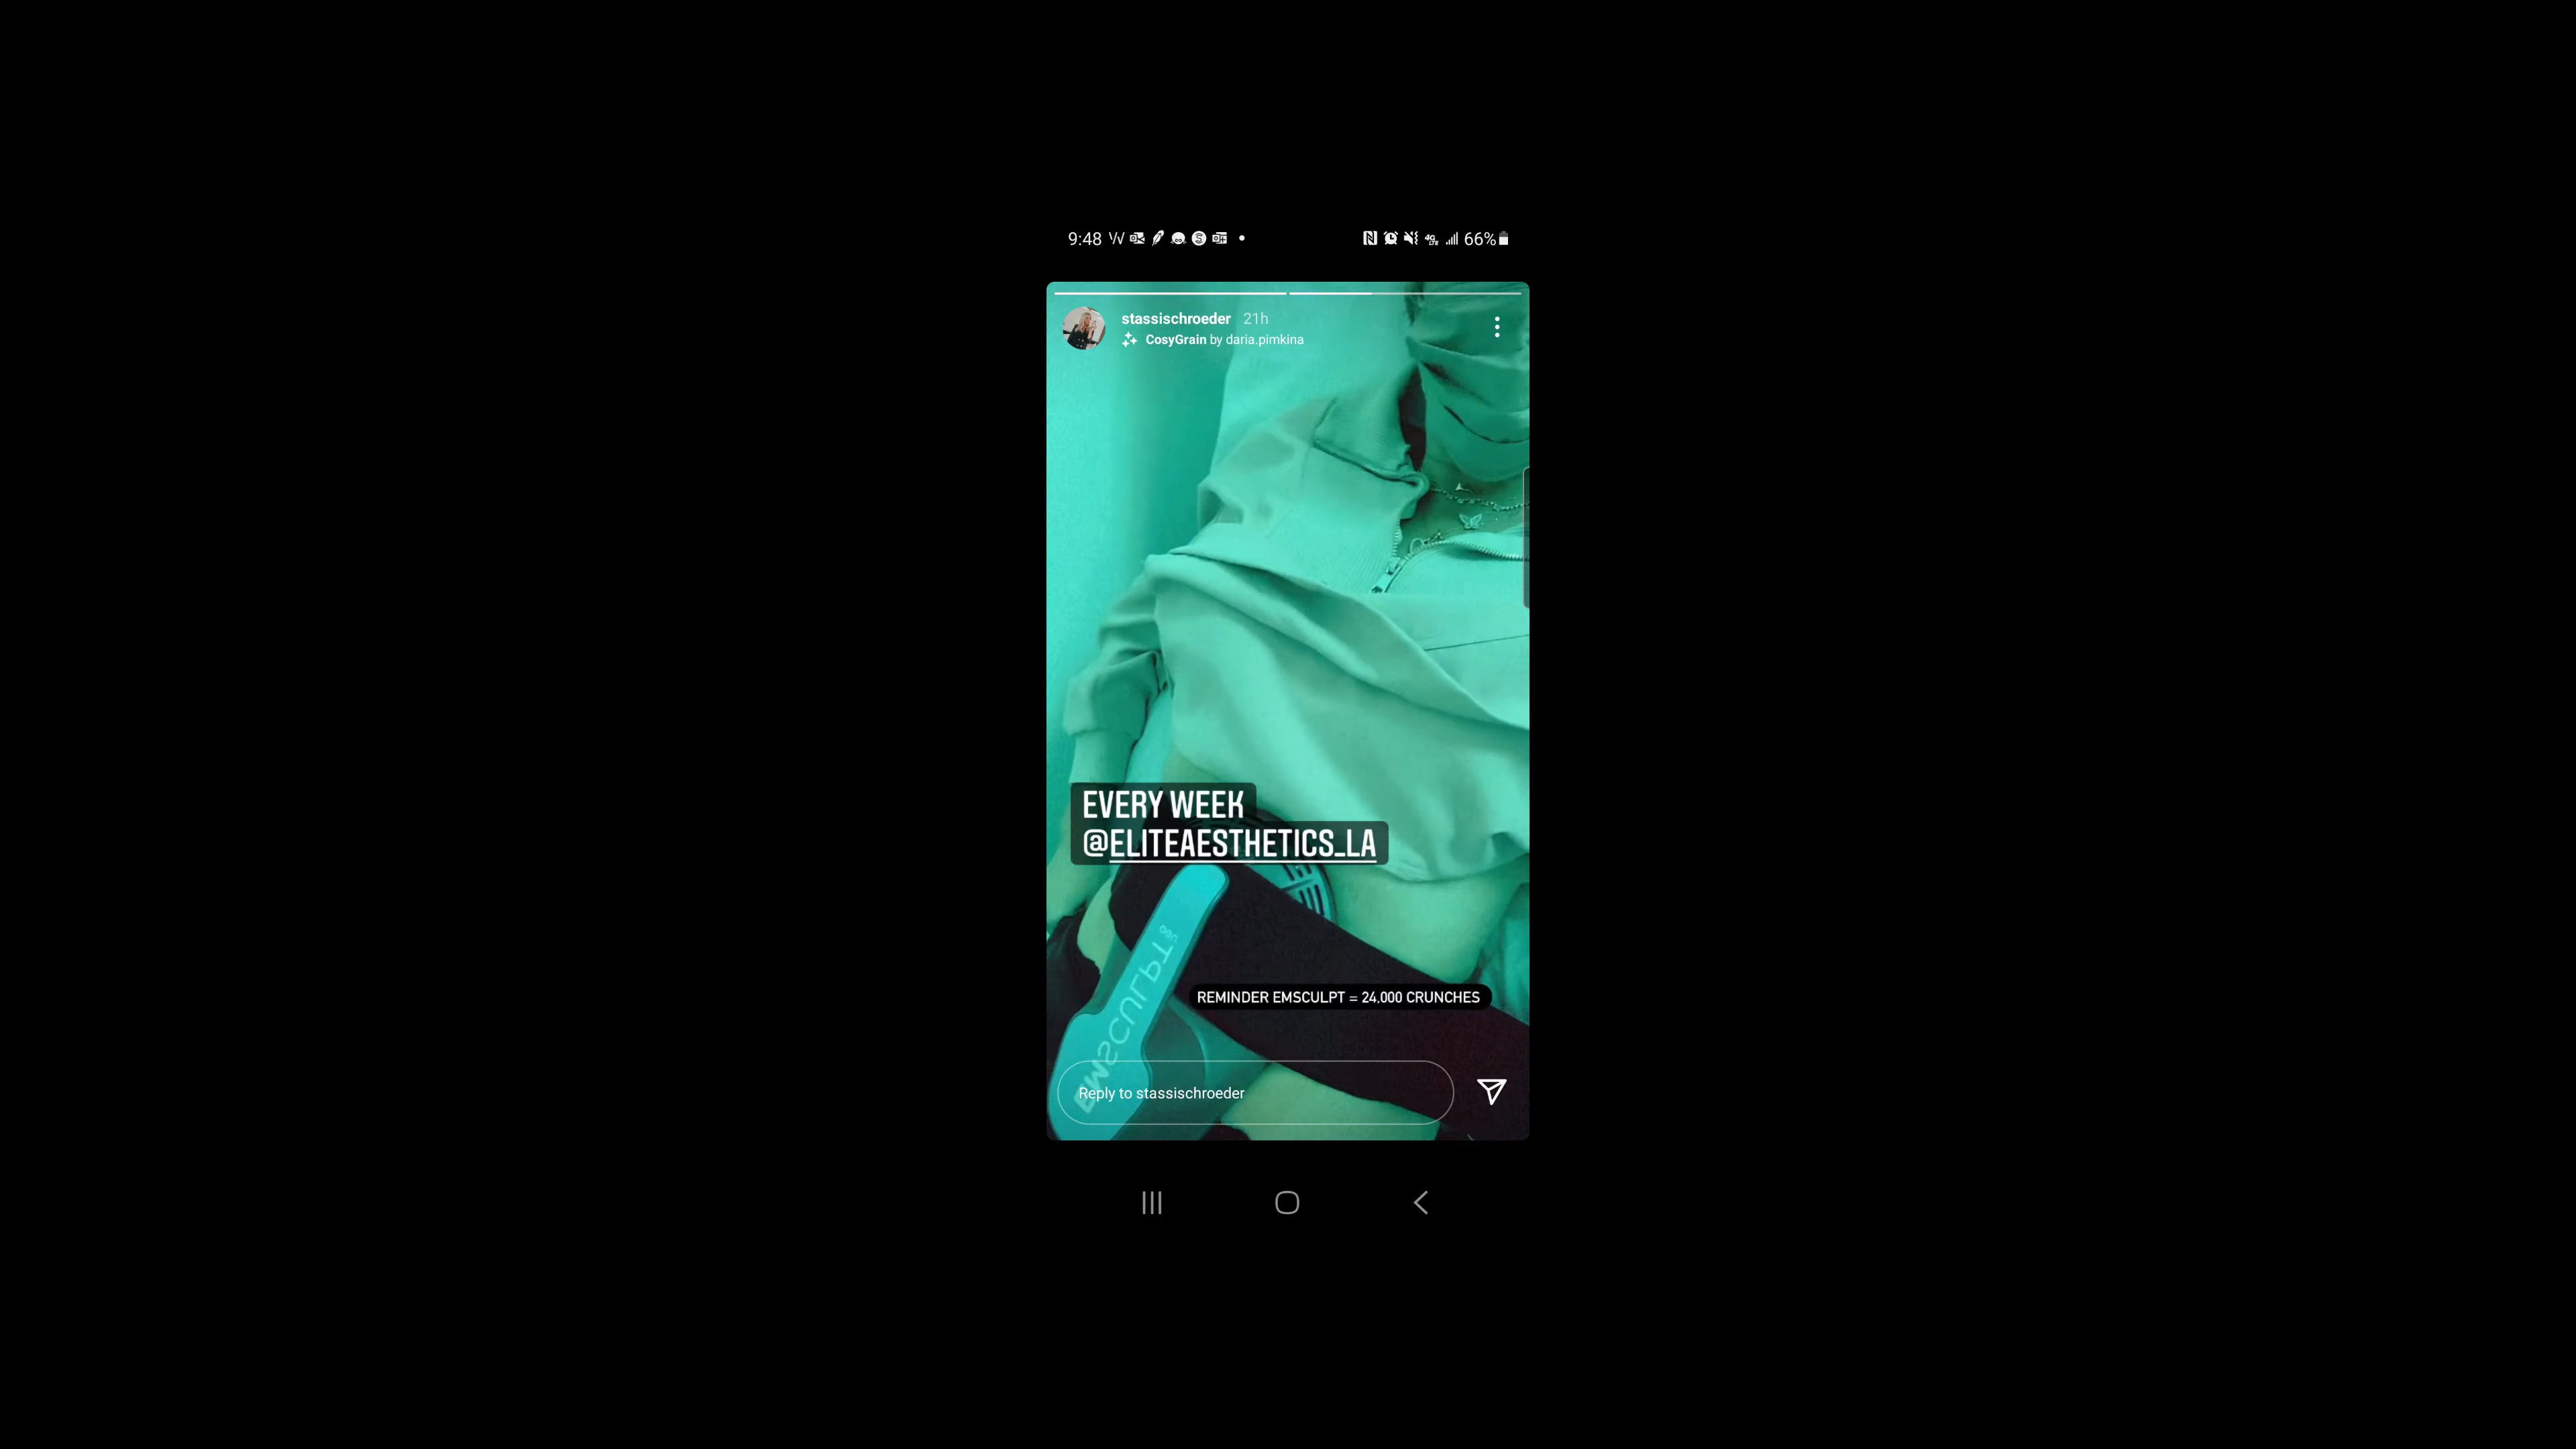 9:48
66%
stassischroeder 21h
CosyGrain by daria.pimkina
EVERY WEEK
@ELITEAESTHETICS_LA
EMSCULPT
REMINDER EMSCULPT = 24,000 CRUNCHES
Reply to stassischroeder